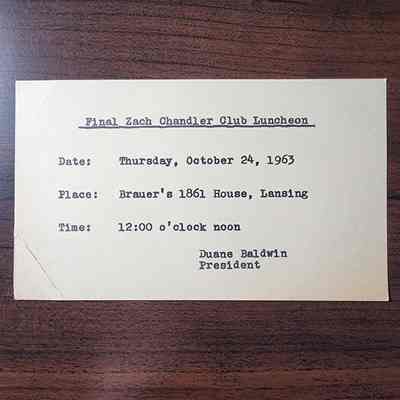 Final Zach Chandler Club Luncheon
Date: Thursday, October 24, 1963
Place: Brauer's 1861 House, Lansing
Time: 12:00 o'clock noon
Duane Baldwin
President